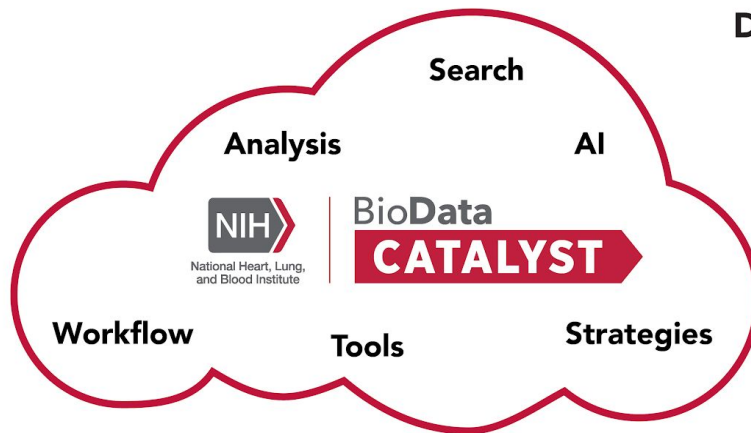 Search
Analysis
AI
NIH
National Heart, Lung,
and Blood Institute
BioData
CATALYST
Workflow
Tools
Strategies